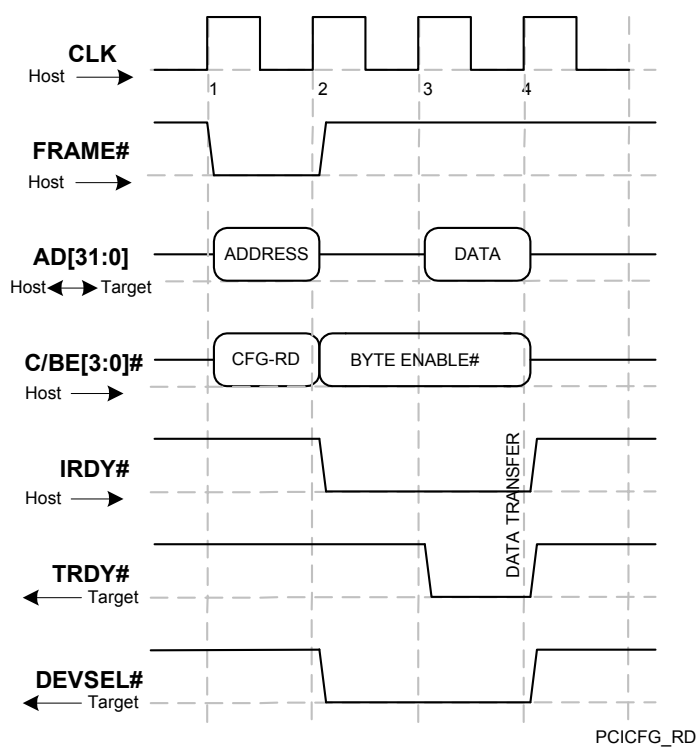 CLK
Host
1 2 3 4
FRAME#
Host
AD[31:0]
ADDRESS DATA
Host Target
C/BE[3:0]#
CFG-RD BYTE ENABLE#
Host
IRDY#
Host
DATA TRANSFER
TRDY#
Target
DEVSEL#
Target
PCICFG_RD